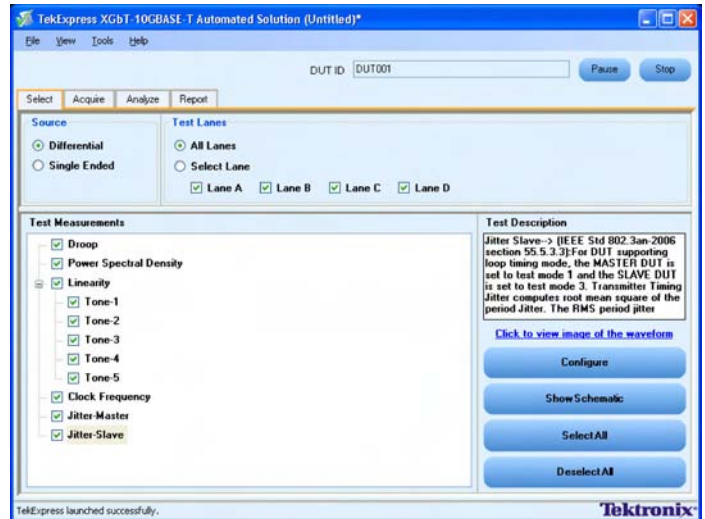 TekExpress XGbT-10GBASE-T Automated Solution (Untitled)*
File View Tools Help
DUT ID DUT001 Pause Stop
Select Acquire Analyze Report
Source
Differential
Single Ended
Test Lanes
All Lanes
Select Lane
Lane A Lane B Lane C Lane D
Test Measurements
Droop
Power Spectral Density
Linearity
Tone-1
Tone-2
Tone-3
Tone-4
Tone-5
Clock Frequency
Jitter-Master
Jitter-Slave
Test Description
Jitter Slave--> (IEEE Std 802.3an-2006
section 55.5.3.3):For DUT supporting
loop timing mode, the MASTER DUT is
set to test mode 1 and the SLAVE DUT
is set to test mode 3. Transmitter Timing
Jitter computes root mean square of the
period Jitter. The RMS period jitter
Click to view image of the waveform
Configure
Show Schematic
Select All
Deselect All
TekExpress launched successfully.
Tektronix